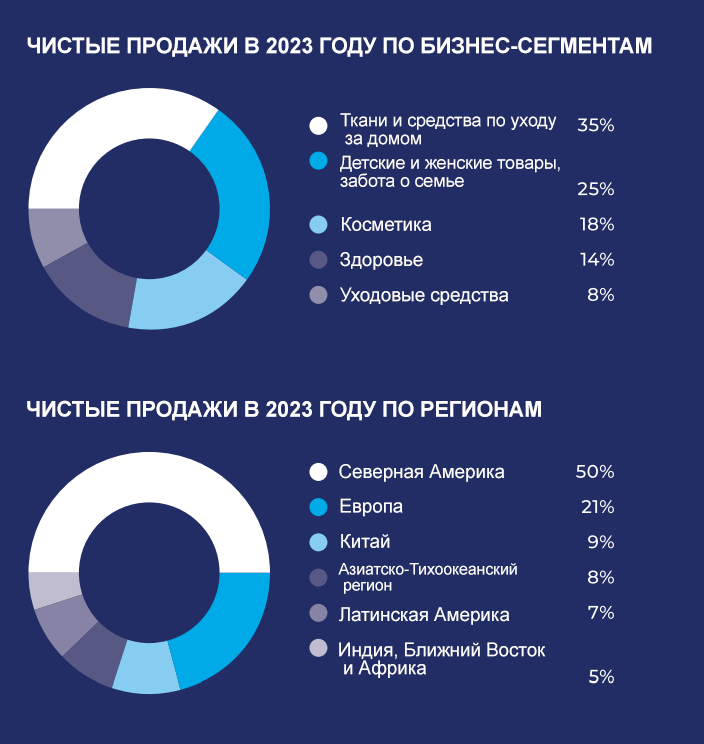 ЧИСТЫЕ ПРОДАЖИ В 2023 ГОДУ ПО БИЗНЕС-СЕГМЕНТАМ
Ткани и средства по уходу
за домом 35%
Детские и женские товары,
забота о семье 25%
Косметика 18%
Здоровье 14%
Уходовые средства 8%
ЧИСТЫЕ ПРОДАЖИ В 2023 ГОДУ ПО РЕГИОНАМ
Северная Америка 50%
Европа 21%
Китай 9%
Азиатско-Тихоокеанский
регион 8%
Латинская Америка 7%
Индия, Ближний Восток
и Африка 5%